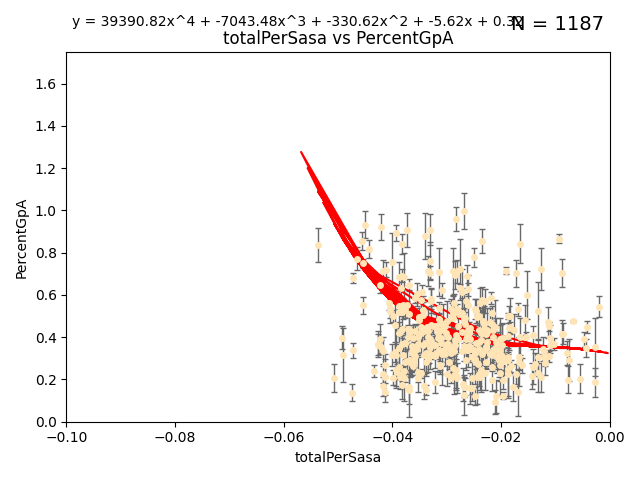 y = 39390.82x^4 + -7043.48x^3 + -330.62x^2 + -5.62x + 0.32
N = 1187
totalPerSasa vs PercentGpA
PercentGpA
1.6
1.4
1.2
1.0
0.8
0.6
0.4
0.2
0.0
−0.10 −0.08 −0.06 −0.04 −0.02 0.00
totalPerSasa